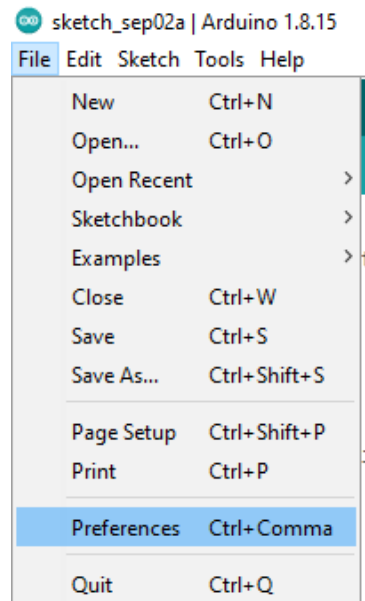 sketch_sep02a | Arduino 1.8.15
File Edit Sketch Tools Help
New Ctrl+N
Open... Ctrl+O
Open Recent >
Sketchbook >
Examples >
Close Ctrl+W
Save Ctrl+S
Save As... Ctrl+Shift+S
Page Setup Ctrl+Shift+P
Print Ctrl+P
Preferences Ctrl+Comma
Quit Ctrl+Q